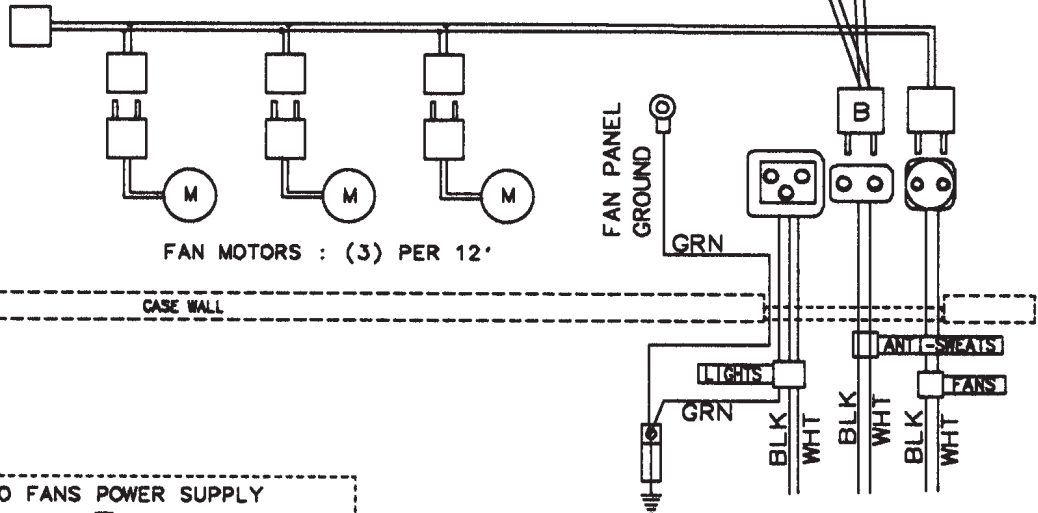 B
M
M
M
FAN PANEL
GROUND
FAN MOTORS : (3) PER 12'
GRN
CASE WALL
ANTI-SWEATS
LIGHTS
FANS
GRN
BLK
WHT
BLK
WHT
BLK
WHT
FANS POWER SUPPLY